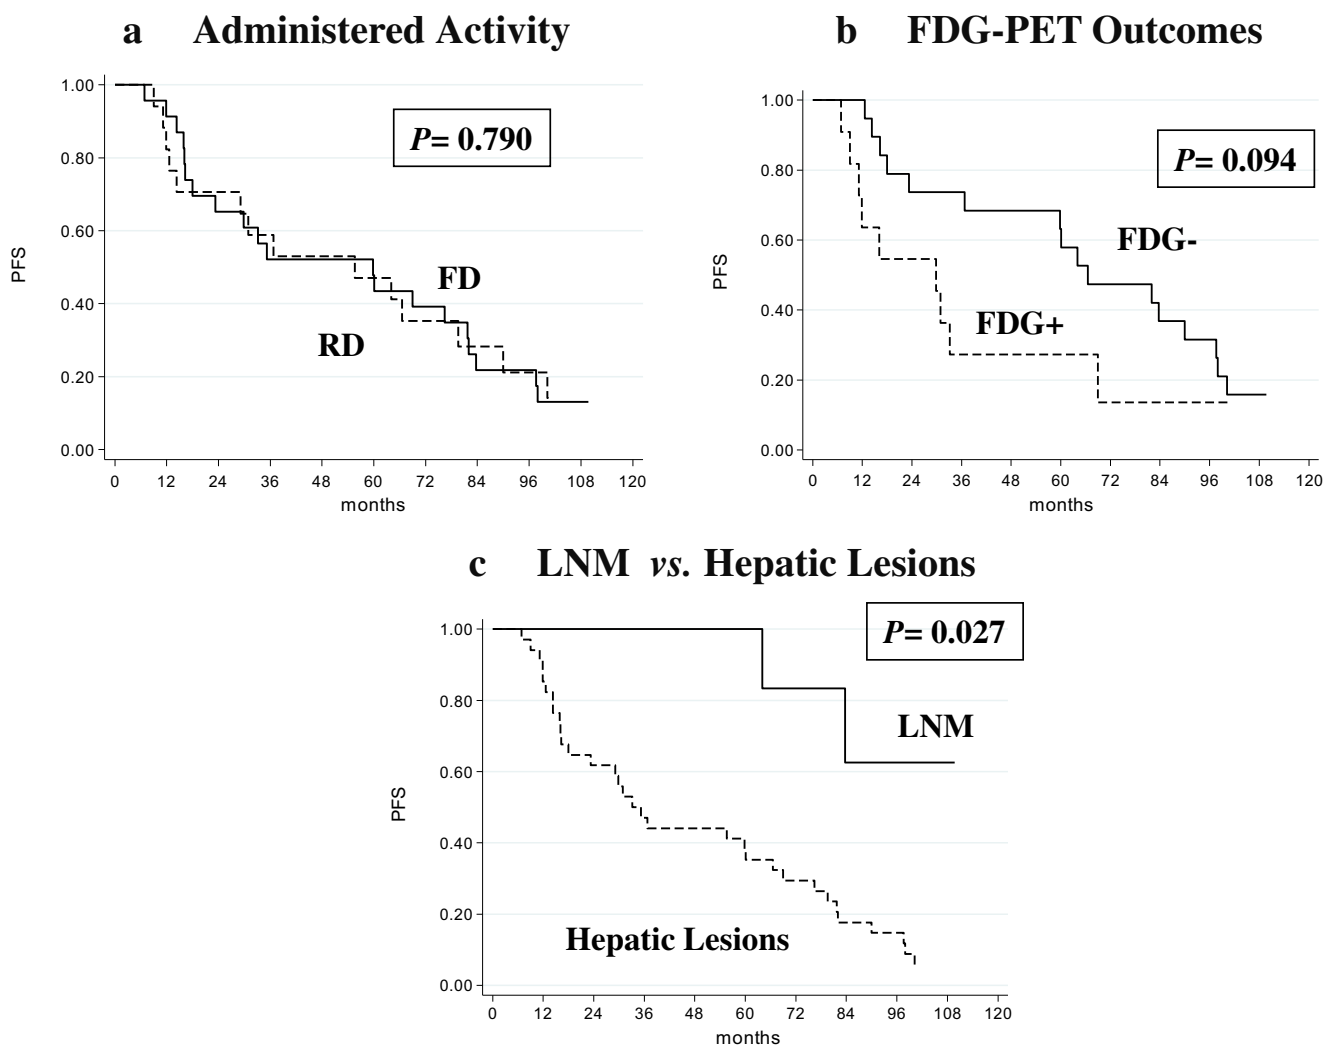 a Administered Activity
1.00
0.80
0.60
0.40
0.20
0.00
PFS
P= 0.790
FD
RD
0 12 24 36 48 60 72 84 96 108 120
months
b FDG-PET Outcomes
1.00
0.80
0.60
0.40
0.20
0.00
PFS
P= 0.094
FDG-
FDG+
0 12 24 36 48 60 72 84 96 108 120
months
c LNM vs. Hepatic Lesions
1.00
0.80
0.60
0.40
0.20
0.00
PFS
P= 0.027
LNM
Hepatic Lesions
0 12 24 36 48 60 72 84 96 108 120
months